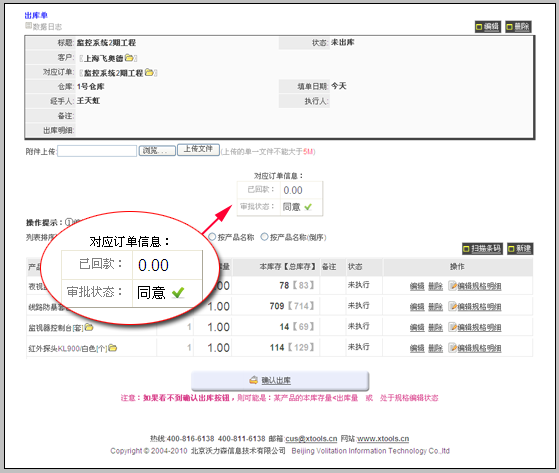 出库单
数据日志 编辑 删除
标题: 监控系统2期工程 状态: 未出库
客户: 〖上海飞奥德〗
对应订单: 〖监控系统2期工程〗
仓库: 1号仓库 填单日期: 今天
经手人: 王天虹 执行人:
备注:
出库明细:
附件上传: 浏览... 上传文件 (上传的单一文件不能大于5M)
对应订单信息：
已回款： 0.00
审批状态： 同意
操作提示：①
列表排序 按产品名称 按产品名称(倒序)
扫描条码 新建
对应订单信息：
已回款： 0.00
审批状态： 同意
产品 量 本库存【总库存】 备注 状态 操作
夜视 1.00 78【83】 未执行 编辑 删除 编辑规格明细
线路防暴 1.00 709【714】 未执行 编辑 删除 编辑规格明细
监视器控制台[套] 1 1.00 14【69】 未执行 编辑 删除 编辑规格明细
红外探头KL900/白色[个] 1 1.00 114【129】 未执行 编辑 删除 编辑规格明细
确认出库
注意：如果看不到确认出库按钮，则可能是：某产品的本库存量<出库量 或 处于规格编辑状态
热线 400-816-6138 400-811-6138 邮箱 cus@xtools.cn 网站 www.xtools.cn
Copyright © 2004-2010 北京沃力森信息技术有限公司 Beijing Volitation Information Technology Co.,ltd